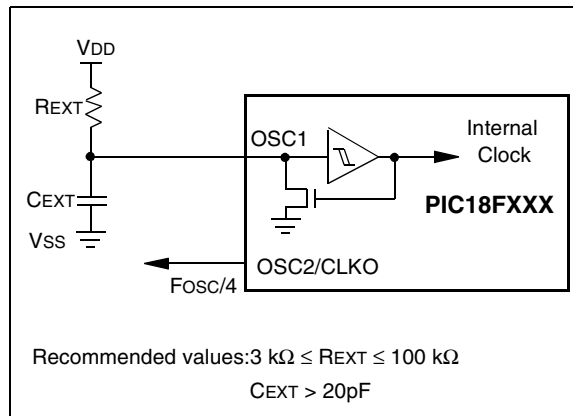 VDD
REXT
OSC1
Internal
Clock
CEXT
PIC18FXXX
VSS
OSC2/CLKO
FOSC/4
Recommended values:3 kΩ ≤ REXT ≤ 100 kΩ
CEXT > 20pF